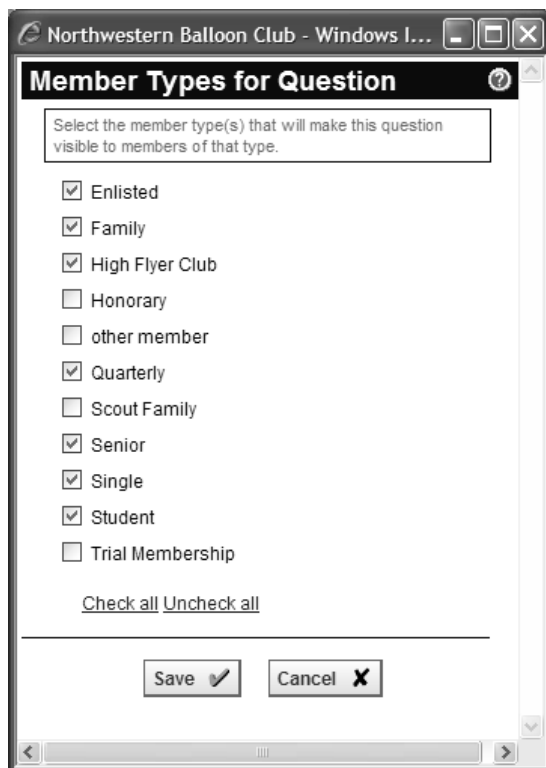 Northwestern Balloon Club - Windows I...
Member Types for Question
Select the member type(s) that will make this question
visible to members of that type.
Enlisted
Family
High Flyer Club
Honorary
other member
Quarterly
Scout Family
Senior
Single
Student
Trial Membership
Check all Uncheck all
Save Cancel